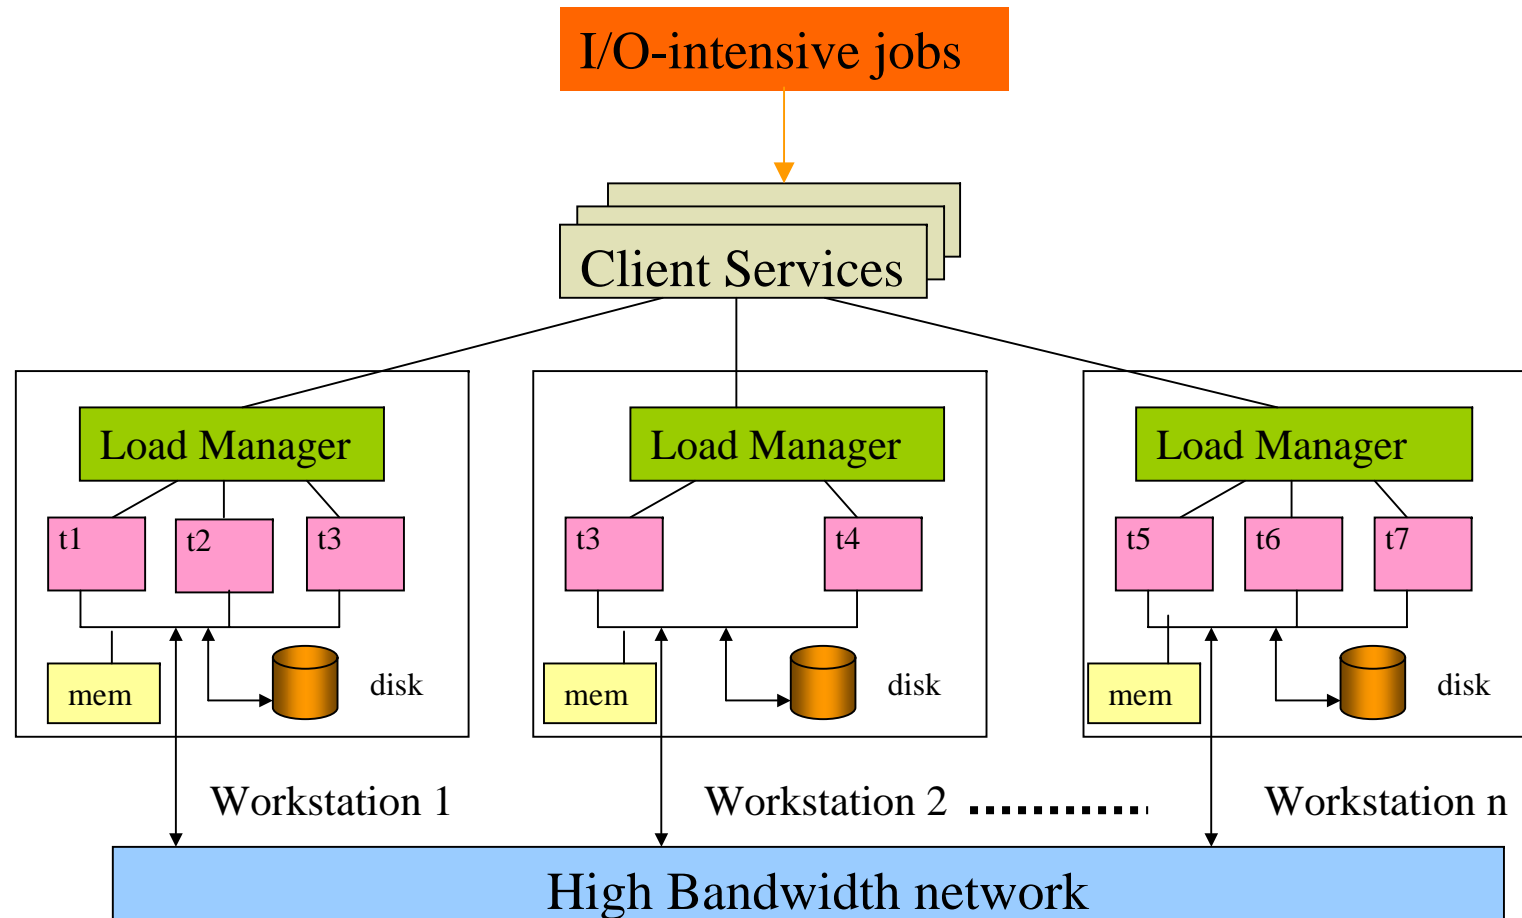 I/O-intensive jobs
Client Services
Load Manager
Load Manager
Load Manager
t1
t2
t3
t3
t4
t5
t6
t7
mem
disk
mem
disk
mem
disk
Workstation 1
Workstation 2
Workstation n
High Bandwidth network